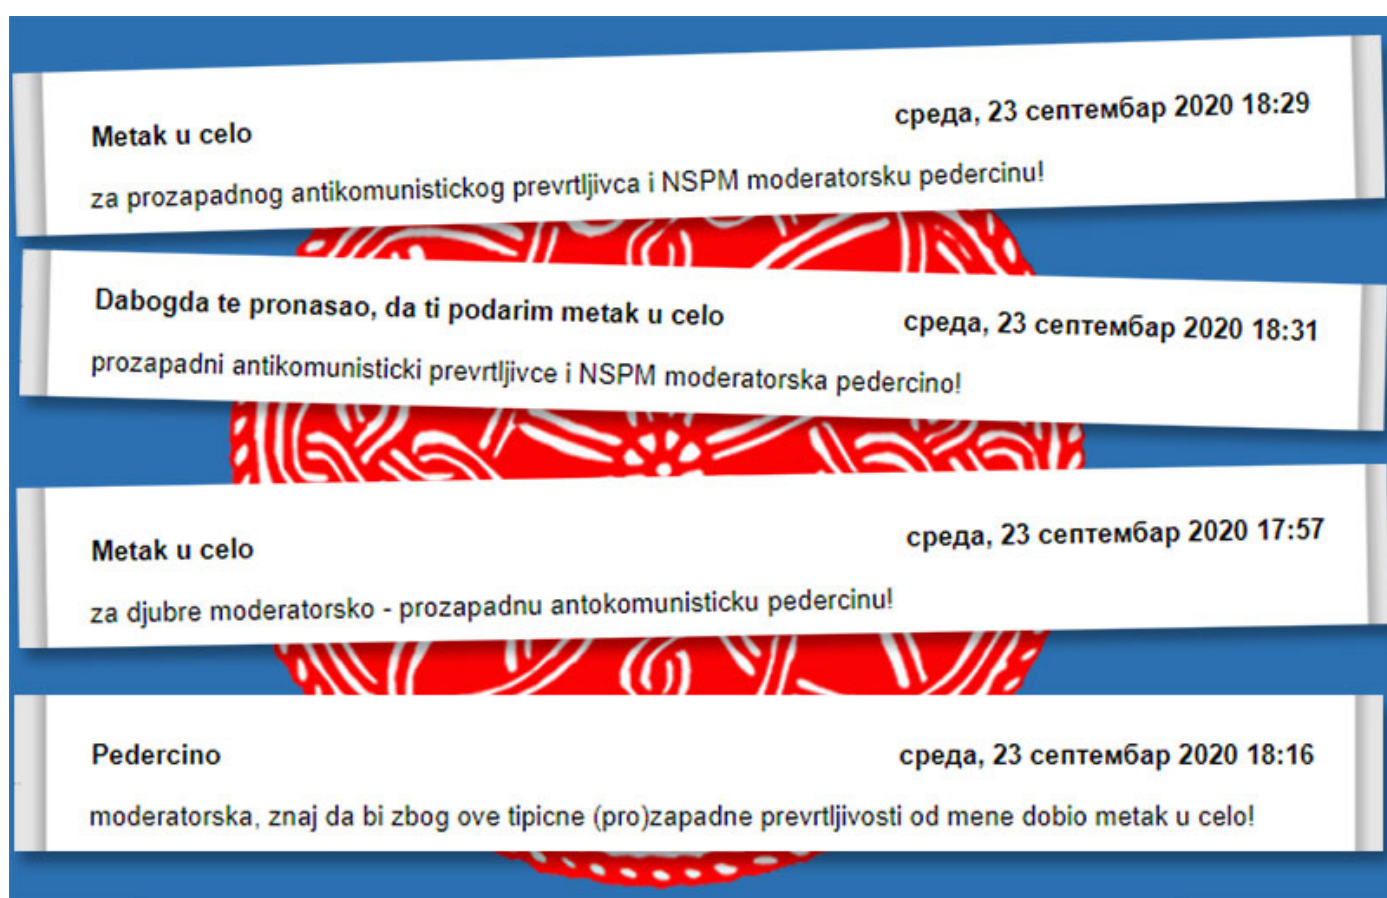 Metak u celo
среда, 23 септембар 2020 18:29
za prozapadnog antikomunistickog prevrtljivca i NSPM moderatorsku pedercinu!
Dabogda te pronasao, da ti podarim metak u celo
среда, 23 септембар 2020 18:31
prozapadni antikomunisticki prevrtljivce i NSPM moderatorska pedercino!
Metak u celo
среда, 23 септембар 2020 17:57
za djubre moderatorsko - prozapadnu antokomunisticku pedercinu!
Pedercino
среда, 23 септембар 2020 18:16
moderatorska, znaj da bi zbog ove tipicne (pro)zapadne prevrtljivosti od mene dobio metak u celo!